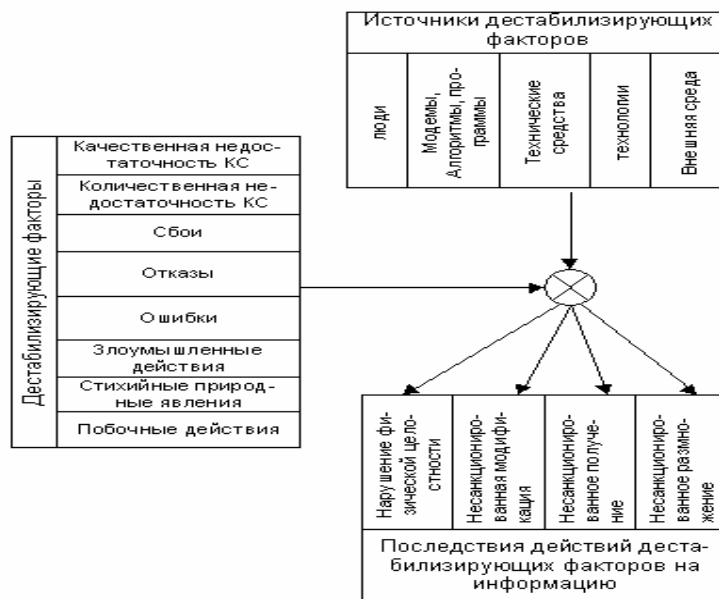 Источники дестабилизирующих
факторов
люди
Модемы,
Алгоритмы, про-
граммы
Технические
средства
технологии
Внешняя среда
Дестабилизирующие факторы
Качественная недос-
таточность КС
Количественная не-
достаточность КС
Сбои
Отказы
Ошибки
Злоумышленные
действия
Стихийные природ-
ные явления
Побочные действия
Нарушение фи-
зической цело-
стности
Несанкциониро-
ванная модифи-
кация
Несанкциониро-
ванное получе-
ние
Несанкциониро-
ванное размно-
жение
Последствия действий деста-
билизирующих факторов на
информацию